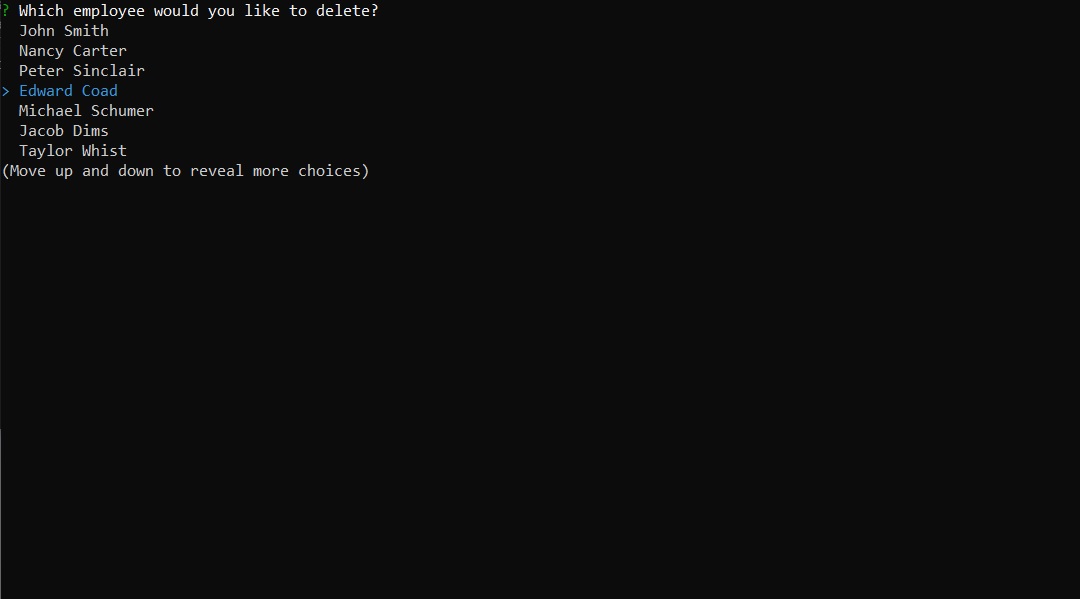 ? Which employee would you like to delete?
John Smith
Nancy Carter
Peter Sinclair
> Edward Coad
Michael Schumer
Jacob Dims
Taylor Whist
(Move up and down to reveal more choices)